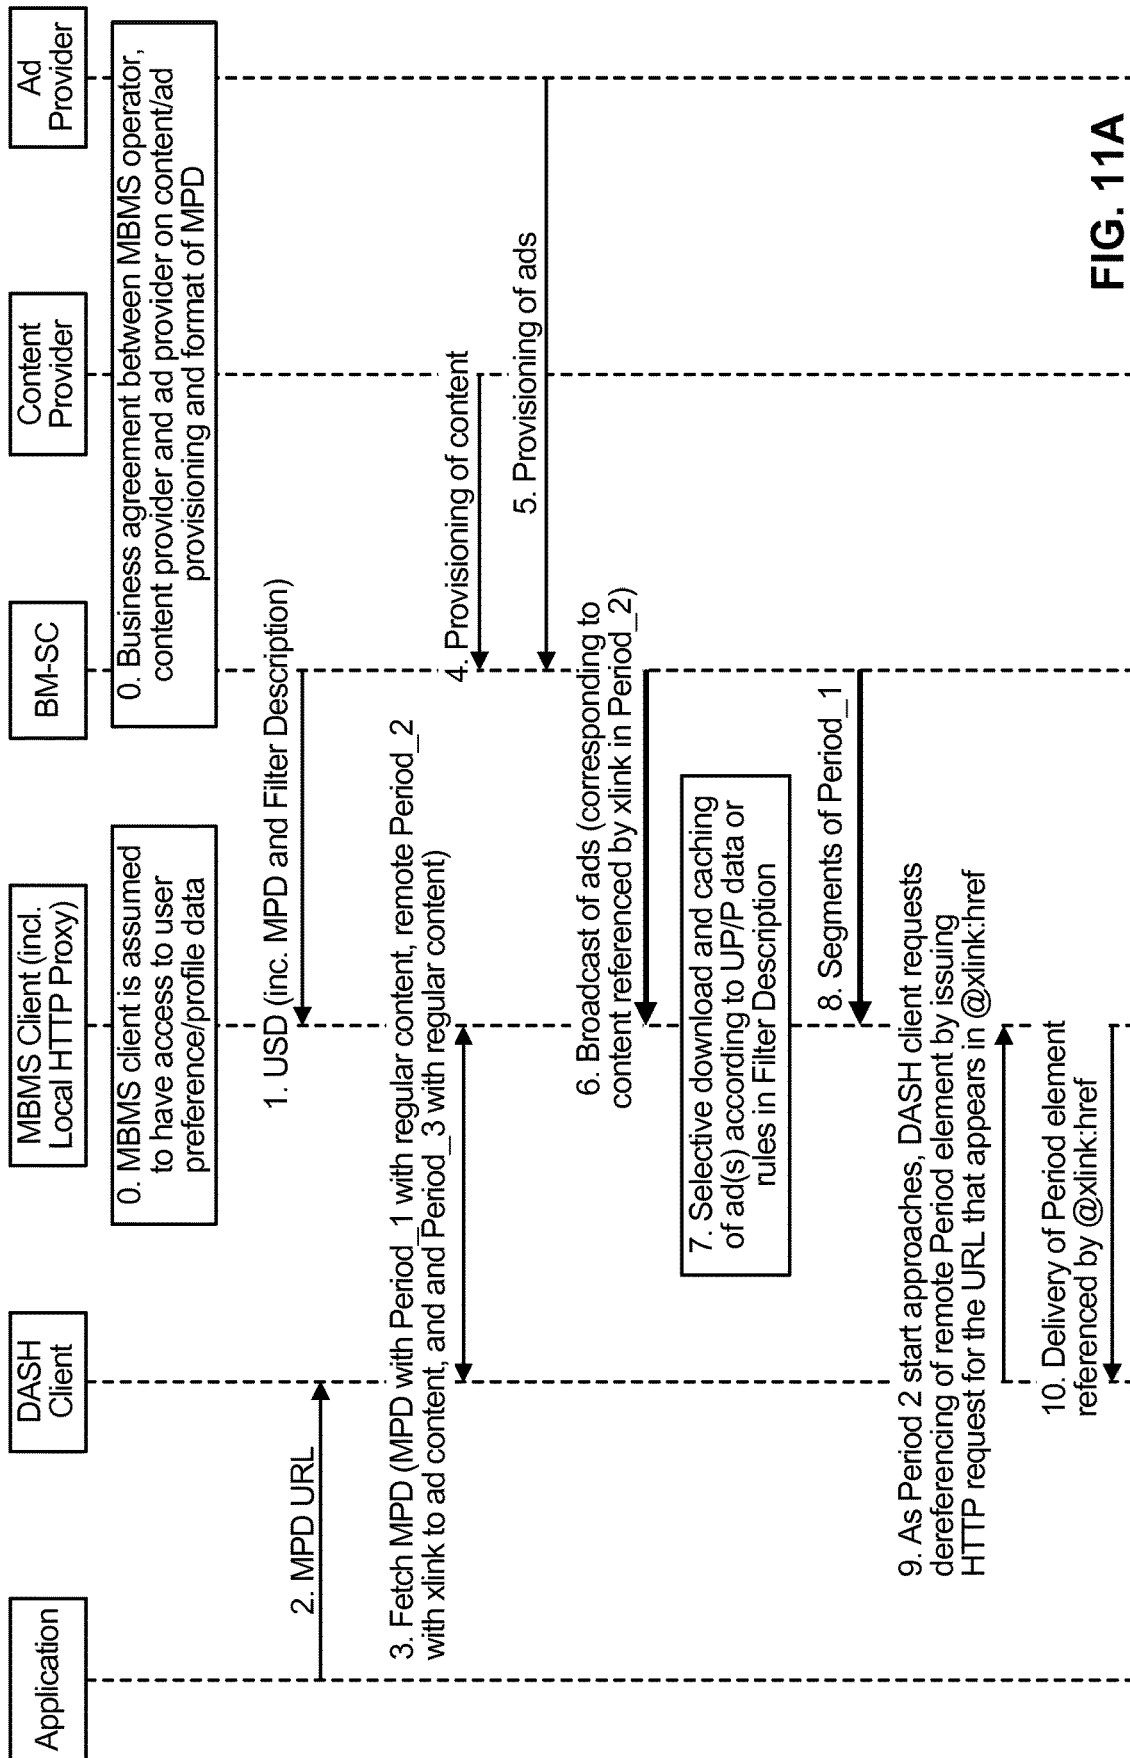 Application
DASH
Client
MBMS Client (incl.
Local HTTP Proxy)
BM-SC
Content
Provider
Ad
Provider
0. MBMS client is assumed
to have access to user
preference/profile data
0. Business agreement between MBMS operator,
content provider and ad provider on content/ad
provisioning and format of MPD
1. USD (inc. MPD and Filter Description)
2. MPD URL
3. Fetch MPD (MPD with Period_1 with regular content, remote Period_2
with xlink to ad content, and and Period_3 with regular content)
4. Provisioning of content
5. Provisioning of ads
6. Broadcast of ads (corresponding to
content referenced by xlink in Period_2)
7. Selective download and caching
of ad(s) according to UP/P data or
rules in Filter Description
8. Segments of Period_1
9. As Period 2 start approaches, DASH client requests
dereferencing of remote Period element by issuing
HTTP request for the URL that appears in @xlink:href
10. Delivery of Period element
referenced by @xlink:href
FIG. 11A